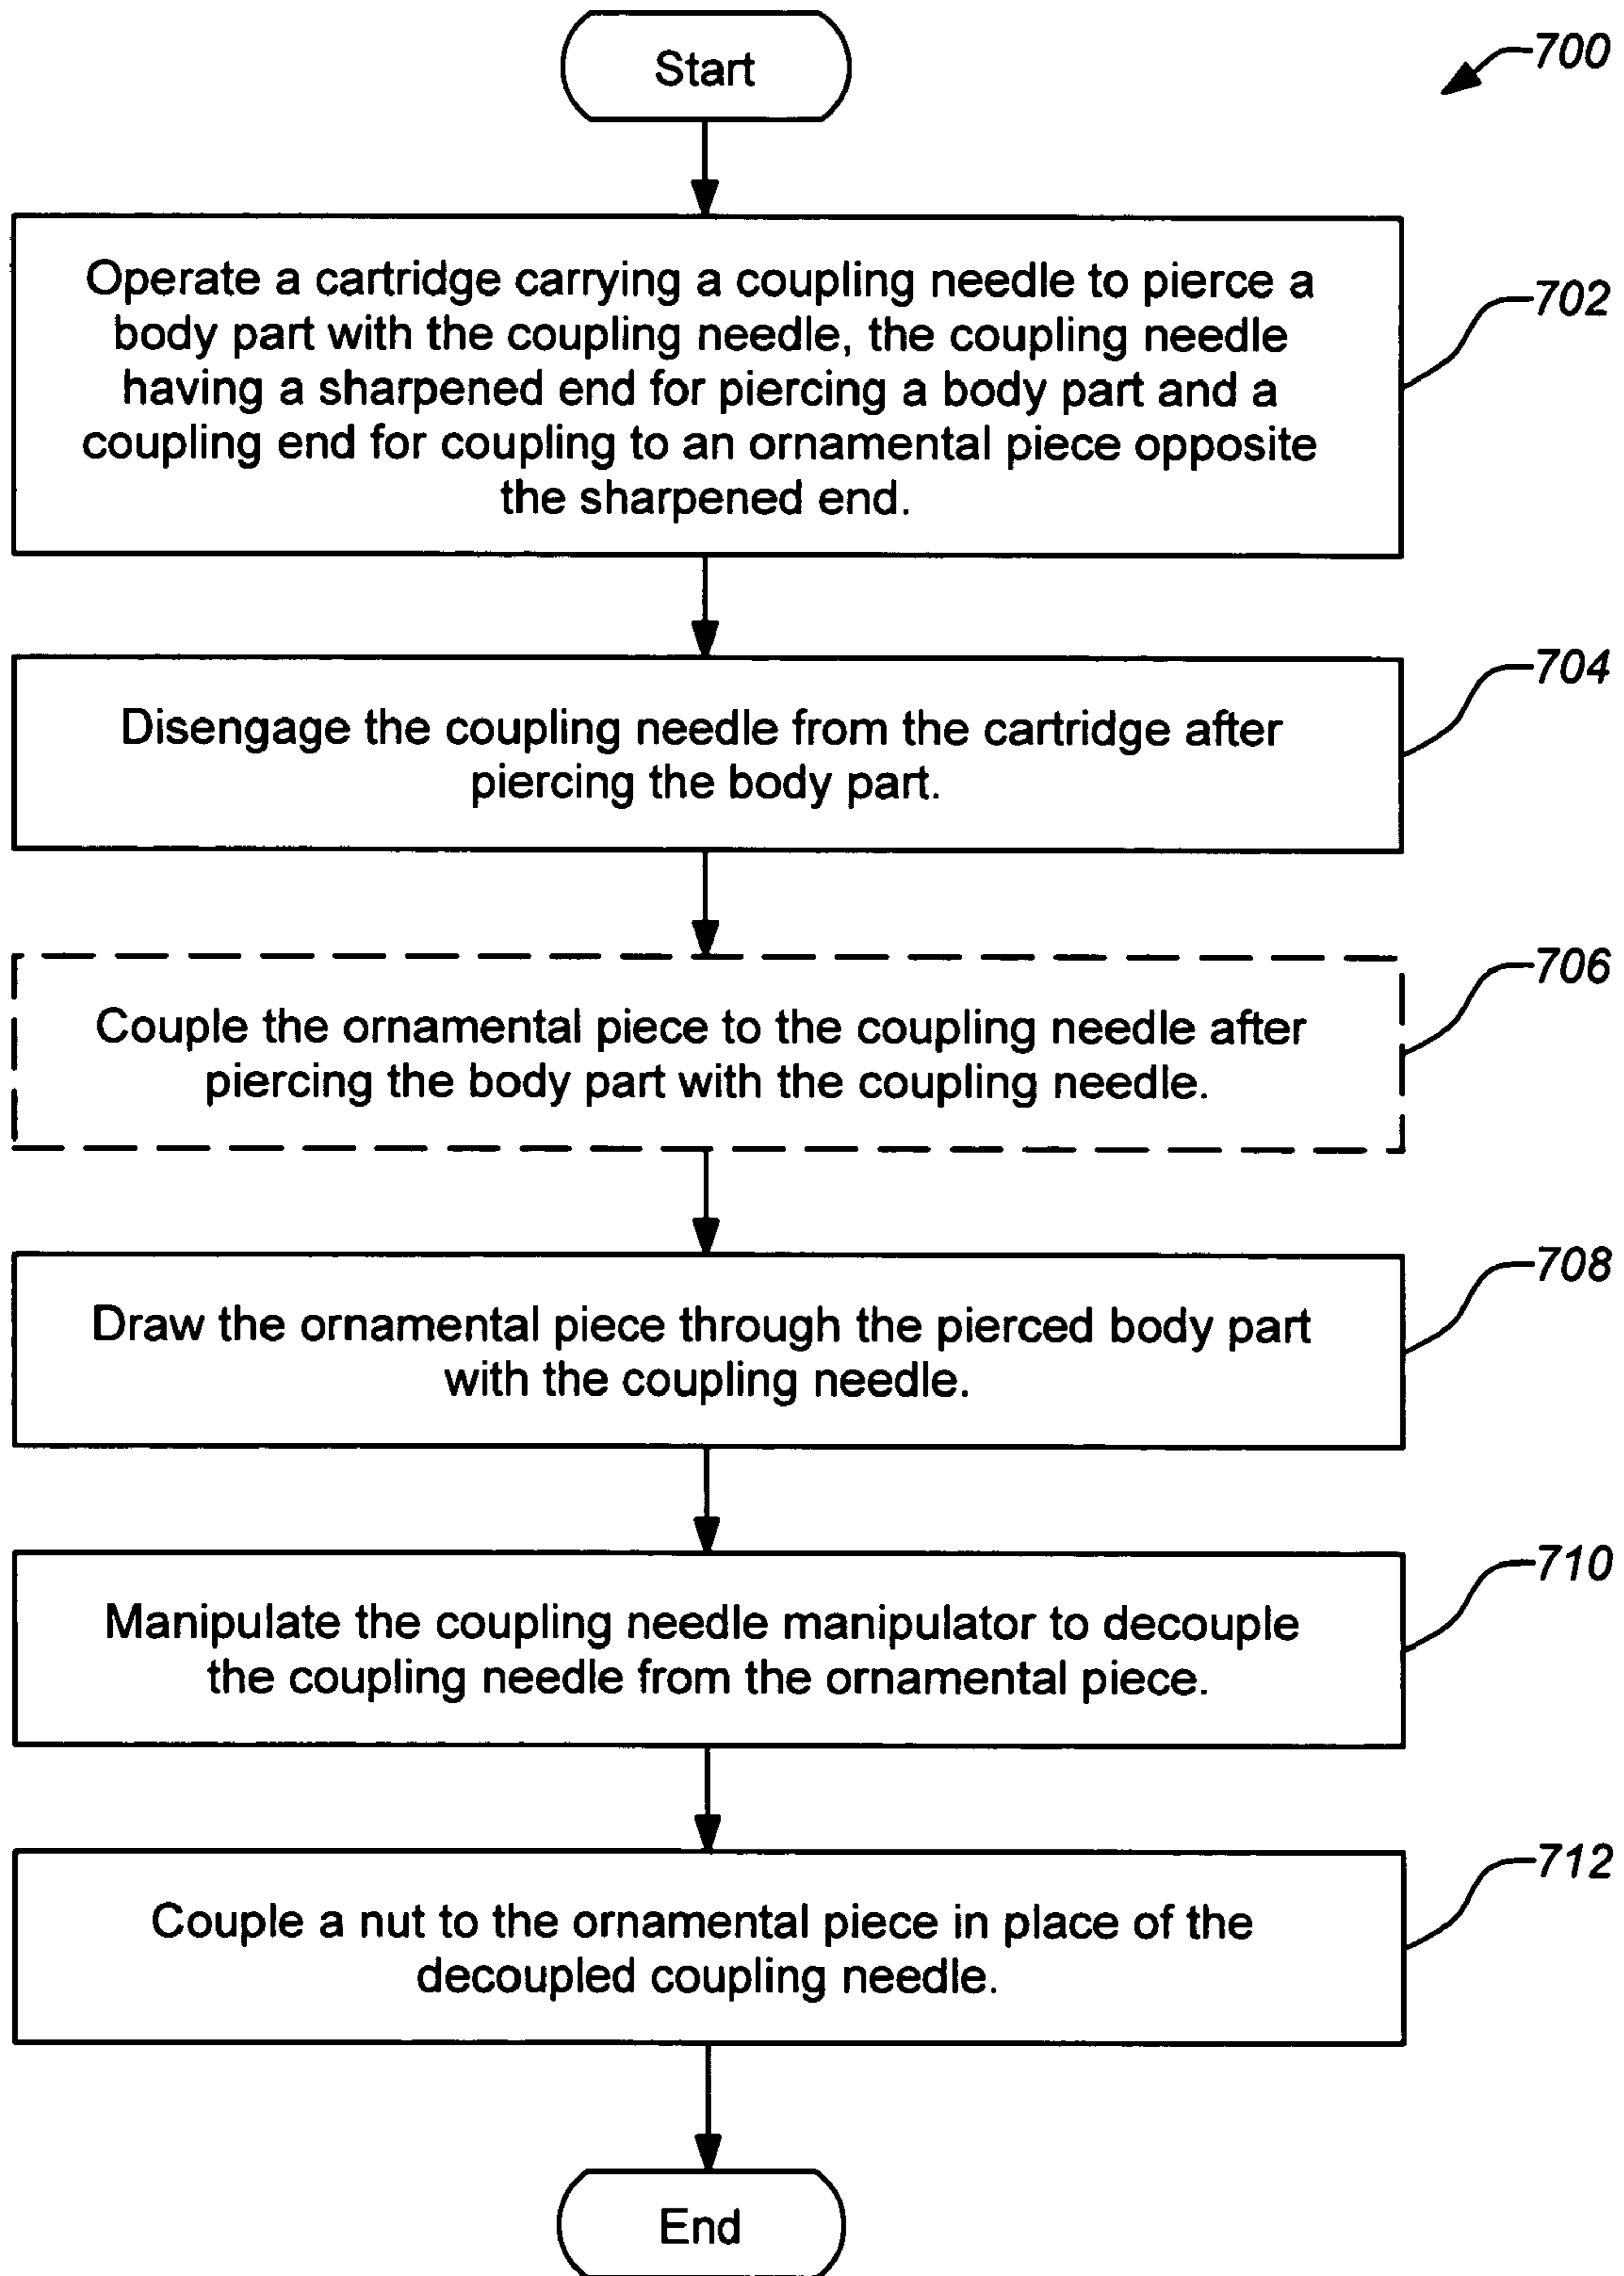 Start
700
Operate a cartridge carrying a coupling needle to pierce a
body part with the coupling needle, the coupling needle
having a sharpened end for piercing a body part and a
coupling end for coupling to an ornamental piece opposite
the sharpened end.
702
Disengage the coupling needle from the cartridge after
piercing the body part.
704
Couple the ornamental piece to the coupling needle after
piercing the body part with the coupling needle.
706
Draw the ornamental piece through the pierced body part
with the coupling needle.
708
Manipulate the coupling needle manipulator to decouple
the coupling needle from the ornamental piece.
710
Couple a nut to the ornamental piece in place of the
decoupled coupling needle.
712
End